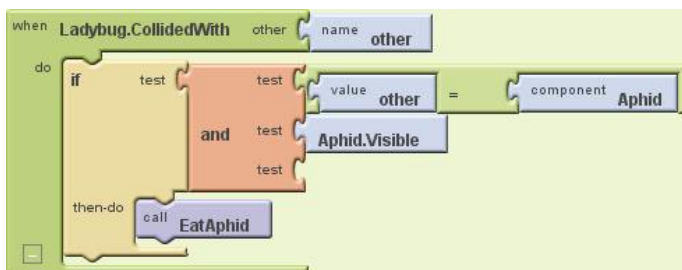 when Ladybug.CollidedWith other name other
do if test test value other = component Aphid
and test Aphid.Visible
test
then-do call EatAphid